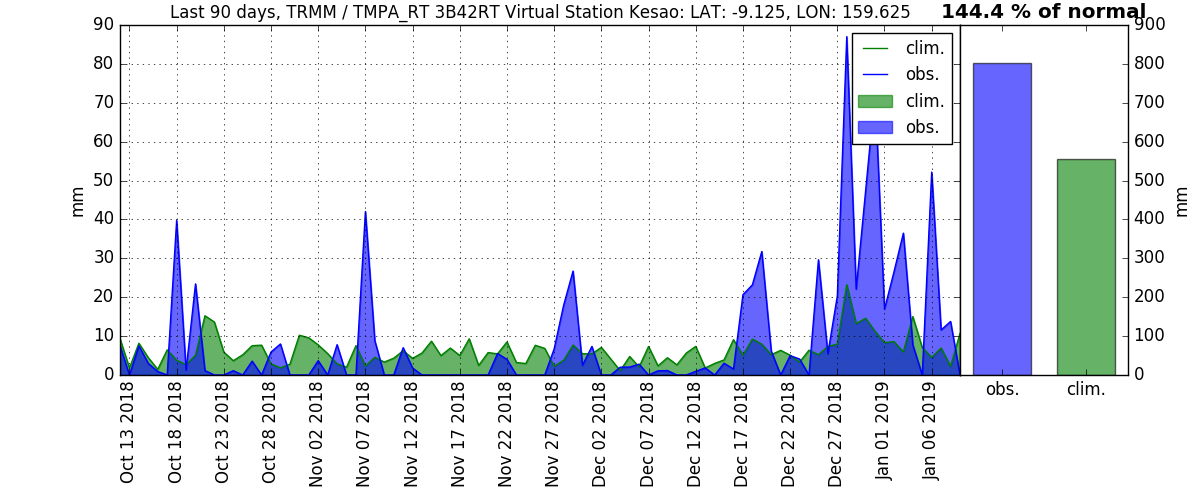 Last 90 days, TRMM / TMPA_RT 3B42RT Virtual Station Kesao: LAT: -9.125, LON: 159.625
144.4 % of normal
90
80
70
60
50
40
30
20
10
0
mm
clim.
obs.
clim.
obs.
900
800
700
600
500
400
300
200
100
0
mm
Oct 13 2018
Oct 18 2018
Oct 23 2018
Oct 28 2018
Nov 02 2018
Nov 07 2018
Nov 12 2018
Nov 17 2018
Nov 22 2018
Nov 27 2018
Dec 02 2018
Dec 07 2018
Dec 12 2018
Dec 17 2018
Dec 22 2018
Dec 27 2018
Jan 01 2019
Jan 06 2019
obs.
clim.